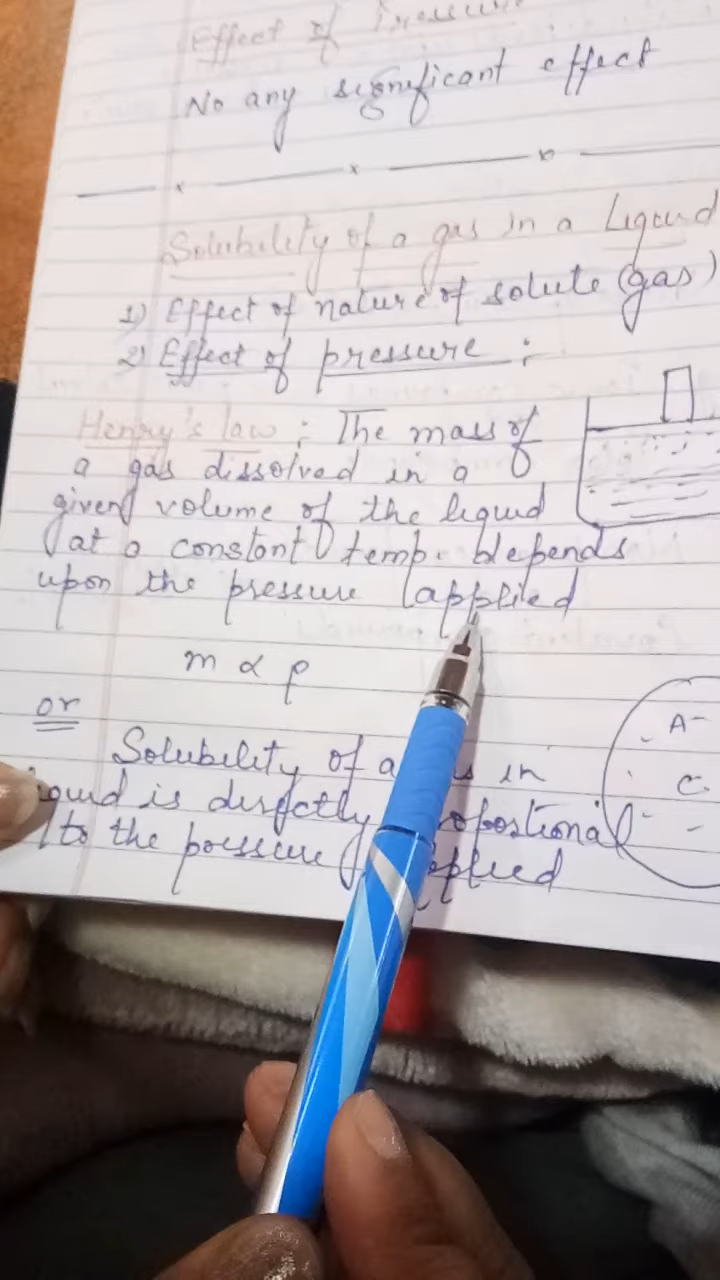 Effect of Pressure
No any significant effect
x x x
Solubility of a gas in a Liquid
1) Effect of nature of solute (gas)
2) Effect of pressure :
Henry's law : The mass of
a gas dissolved in a
given volume of the liquid
at a constant temp. depends
upon the pressure applied
m ∝ p
or
Solubility of a in
liquid is directly
to the pressure
A-
C